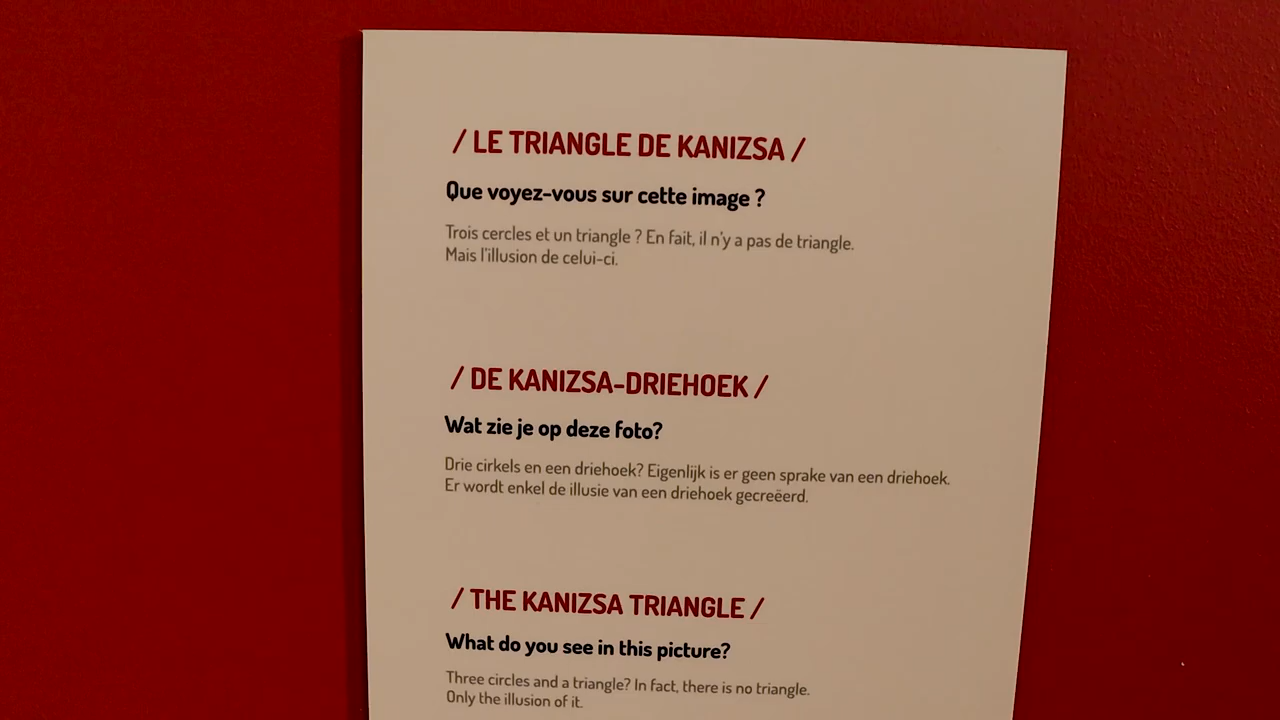 / LE TRIANGLE DE KANIZSA /
Que voyez-vous sur cette image ?
Trois cercles et un triangle ? En fait, il n'y a pas de triangle.
Mais l'illusion de celui-ci.
/ DE KANIZSA-DRIEHOEK /
Wat zie je op deze foto?
Drie cirkels en een driehoek? Eigenlijk is er geen sprake van een driehoek.
Er wordt enkel de illusie van een driehoek gecreëerd.
/ THE KANIZSA TRIANGLE /
What do you see in this picture?
Three circles and a triangle? In fact, there is no triangle.
Only the illusion of it.